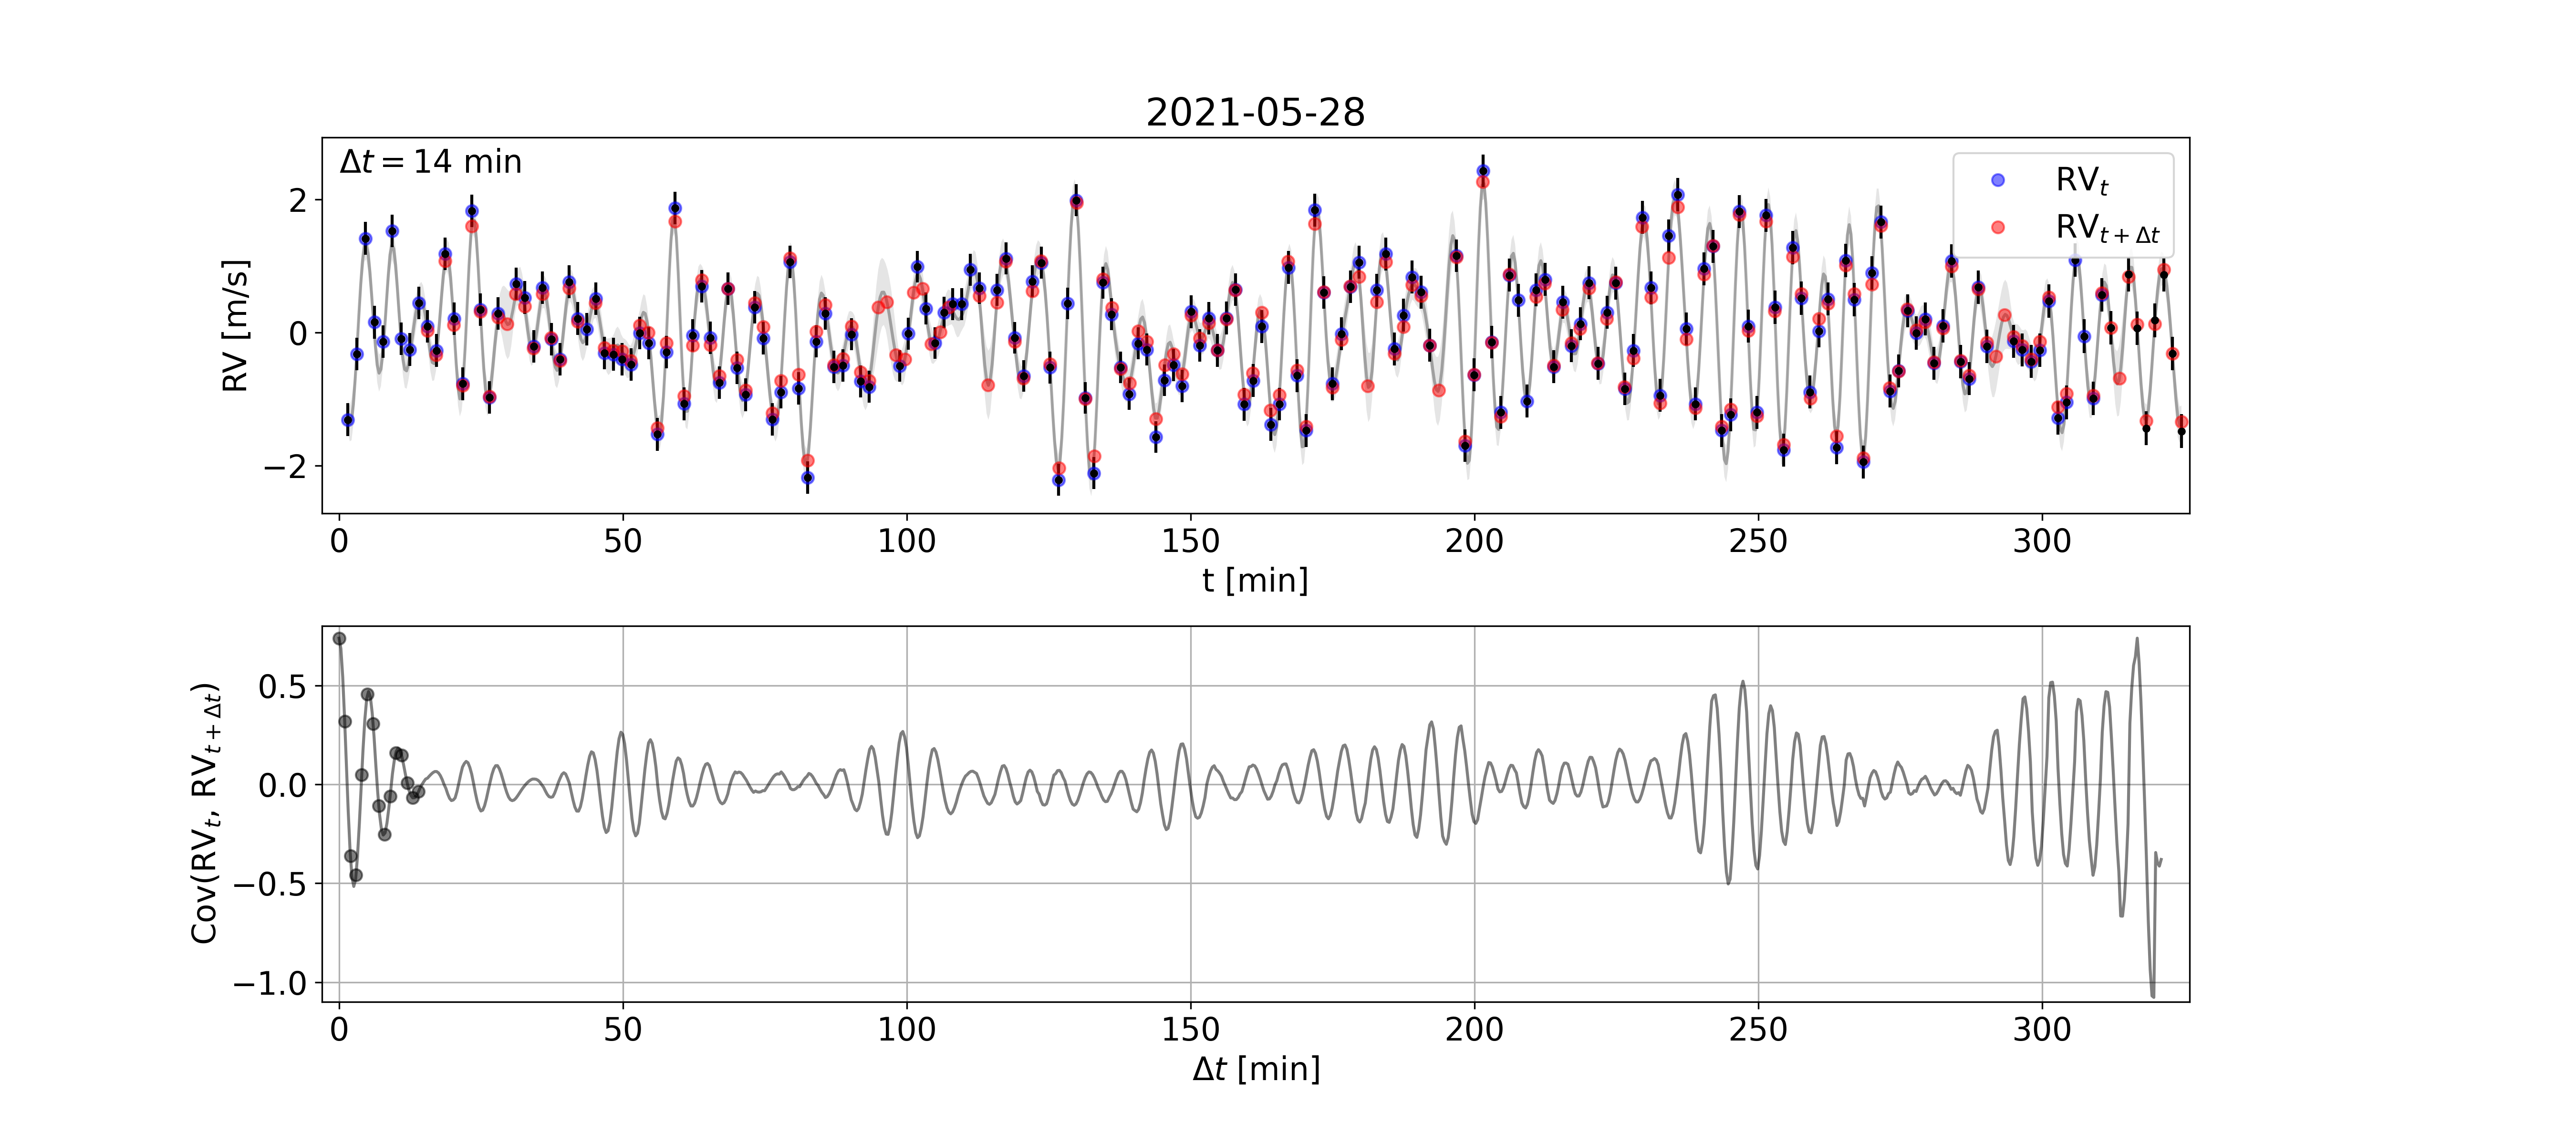 2021-05-28
Δt = 14 min
RV_t
RV_{t+Δt}
RV [m/s]
2
0
−2
0 50 100 150 200 250 300
t [min]
Cov(RV_t, RV_{t+Δt})
0.5
0.0
−0.5
−1.0
0 50 100 150 200 250 300
Δt [min]